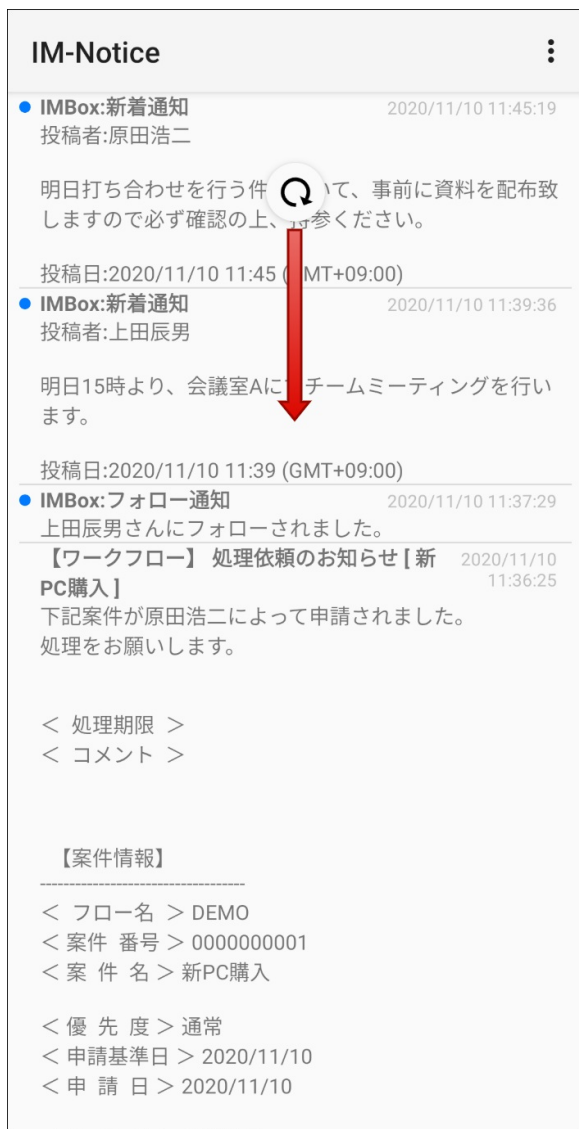 IM-Notice
IMBox:新着通知 2020/11/10 11:45:19
投稿者:原田浩二
明日打ち合わせを行う件 いて、事前に資料を配布致
しますので必ず確認の上、持参ください。
投稿日:2020/11/10 11:45 ( MT+09:00)
IMBox:新着通知 2020/11/10 11:39:36
投稿者:上田辰男
明日15時より、会議室Aに チームミーティングを行い
ます。
投稿日:2020/11/10 11:39 (GMT+09:00)
IMBox:フォロー通知 2020/11/10 11:37:29
上田辰男さんにフォローされました。
【ワークフロー】 処理依頼のお知らせ [ 新 2020/11/10
PC購入 ] 11:36:25
下記案件が原田浩二によって申請されました。
処理をお願いします。
＜ 処理期限 ＞
＜ コメント ＞
【案件情報】
-----------------------------------
＜ フロー名 ＞ DEMO
＜ 案件 番号 ＞ 0000000001
＜ 案 件 名 ＞ 新PC購入
＜ 優 先 度 ＞ 通常
＜ 申請基準日 ＞ 2020/11/10
＜ 申 請 日 ＞ 2020/11/10